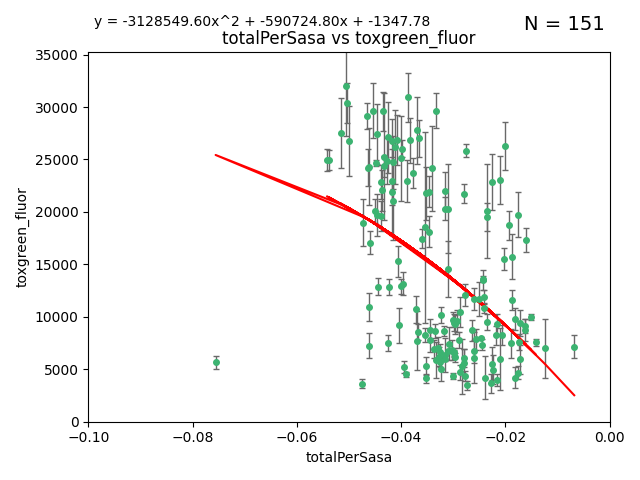 y = -3128549.60x^2 + -590724.80x + -1347.78
N = 151
totalPerSasa vs toxgreen_fluor
35000
30000
25000
20000
15000
10000
5000
0
toxgreen_fluor
−0.10
−0.08
−0.06
−0.04
−0.02
0.00
totalPerSasa